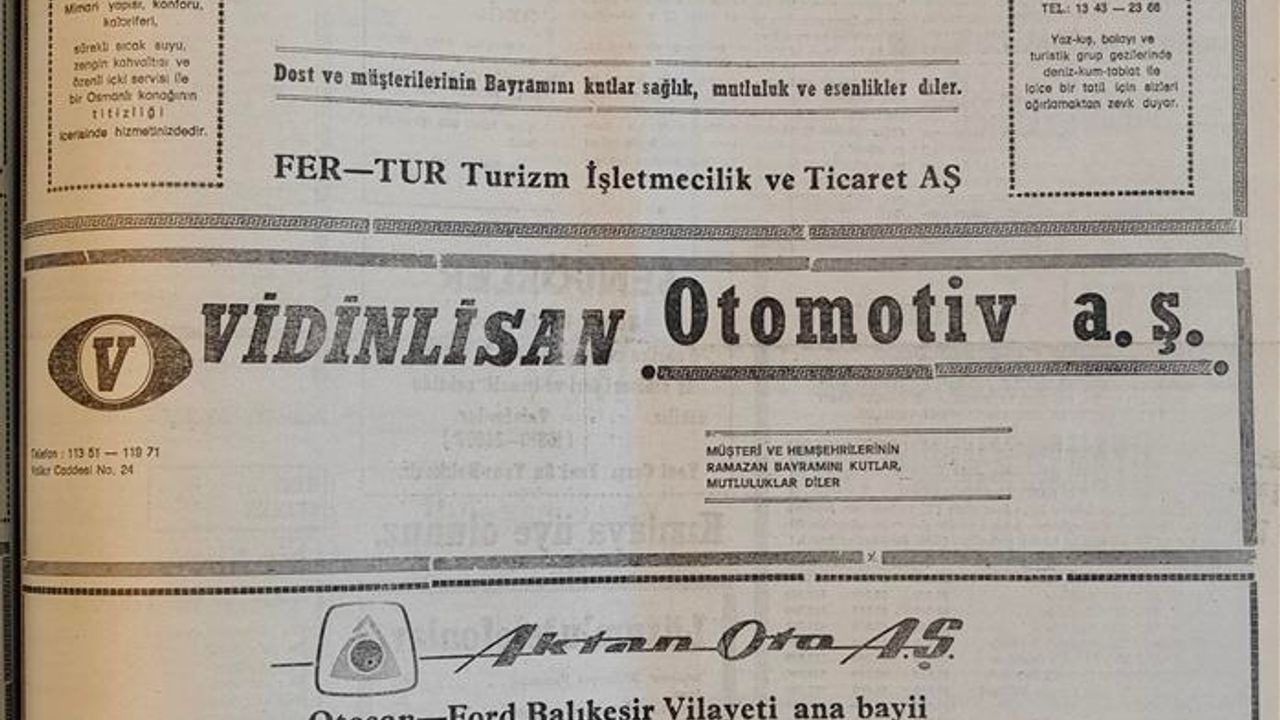 Mimari yapısı, konforu,
kaloriferi,
sürekli sıcak suyu,
zengin kahvaltısı ve
özenli içki servisi ile
bir Osmanlı konağının
titizliği
içerisinde hizmetinizdedir.
Dost ve müşterilerinin Bayramını kutlar sağlık, mutluluk ve esenlikler diler.
FER—TUR Turizm İşletmecilik ve Ticaret AŞ
TEL.: 13 43 — 23 66
Yaz-kış, balayı ve
turistik grup gezilerinde
deniz-kum-tabiat ile
içiçe bir tatil için sizleri
ağırlamaktan zevk duyar.
V
VİDİNLİSAN Otomotiv a.ş.
Telefon : 113 51 — 119 71
Caddesi No. 24
MÜŞTERİ VE HEMŞEHRİLERİNİN
RAMAZAN BAYRAMINI KUTLAR,
MUTLULUKLAR DİLER
Aktan Oto A.Ş.
Otosan—Ford Balıkesir Vilayeti ana bayii